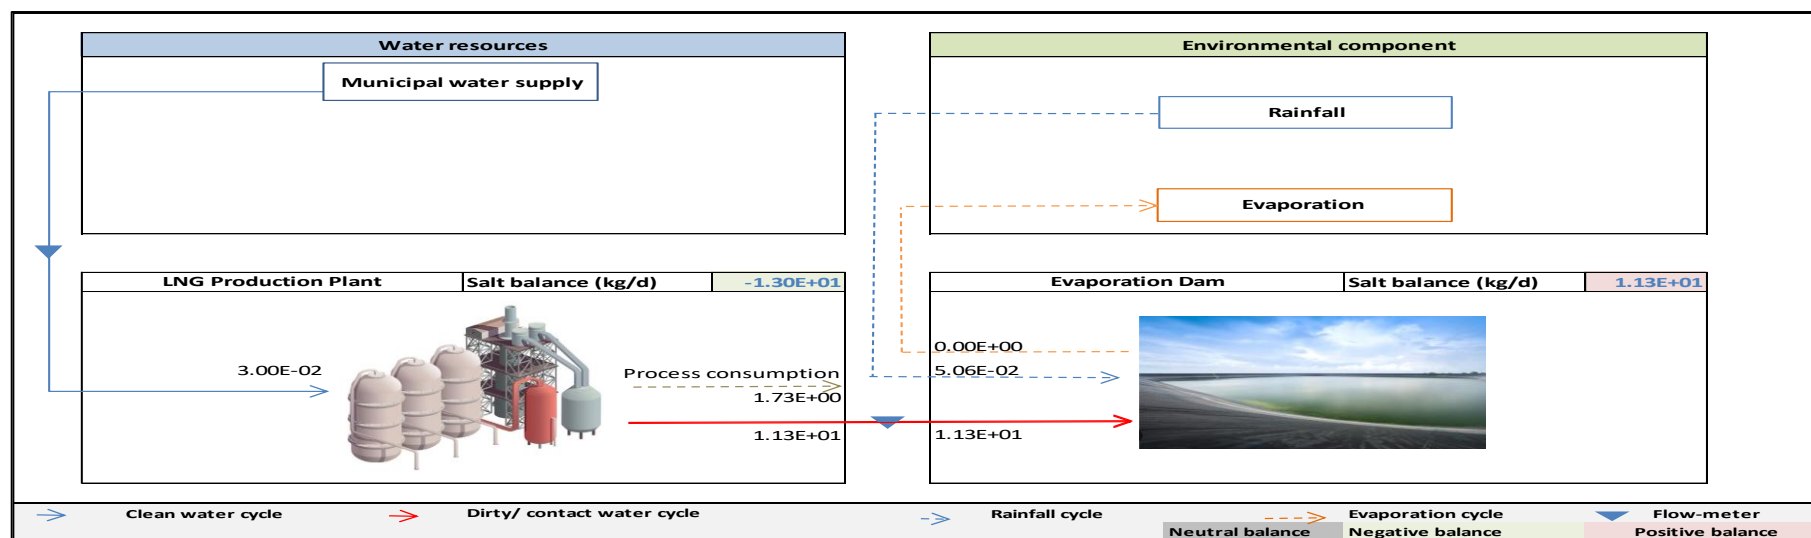 Water resources
Municipal water supply
Environmental component
Rainfall
Evaporation
LNG Production Plant Salt balance (kg/d) -1.30E+01
3.00E-02
Process consumption
1.73E+00
1.13E+01
Evaporation Dam Salt balance (kg/d) 1.13E+01
0.00E+00
5.06E-02
1.13E+01
Clean water cycle Dirty/ contact water cycle Rainfall cycle Evaporation cycle Flow-meter
Neutral balance Negative balance Positive balance